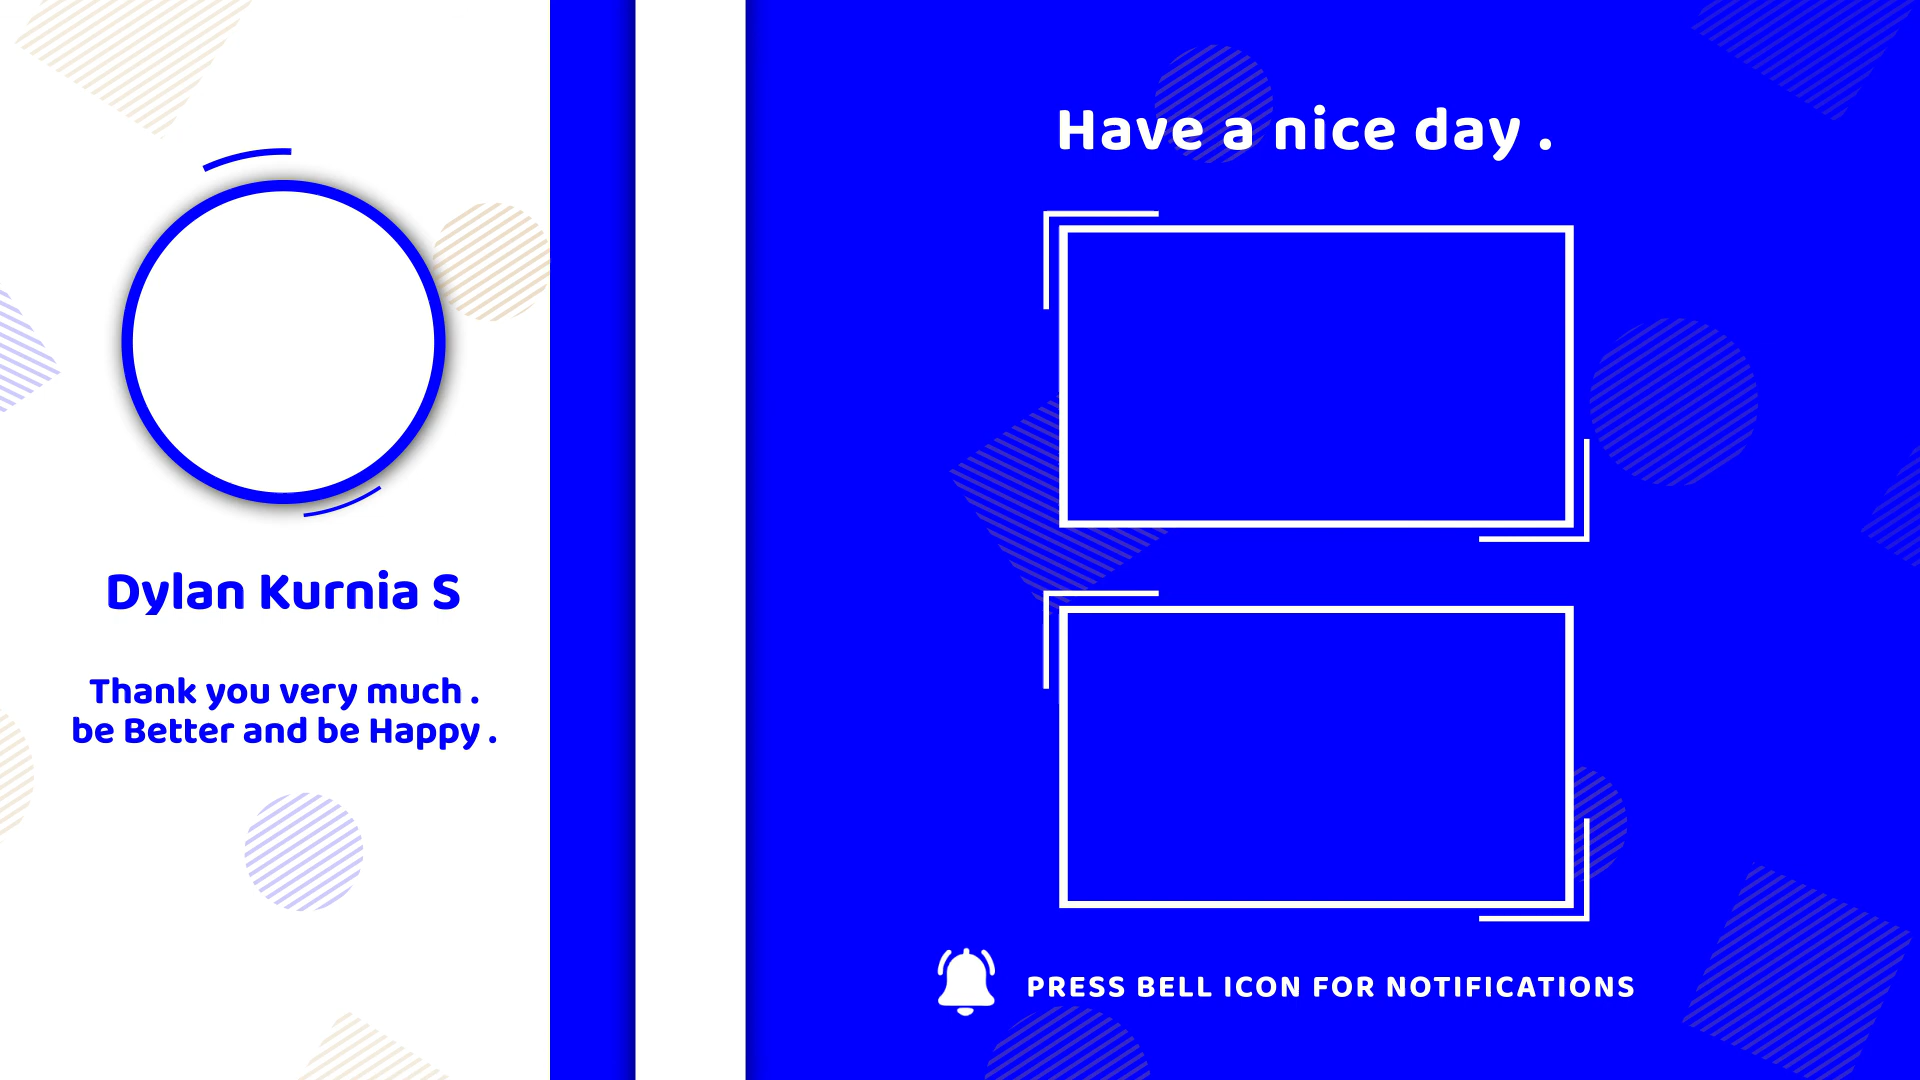 Dylan Kurnia S
Thank you very much .
be Better and be Happy .
Have a nice day .
PRESS BELL ICON FOR NOTIFICATIONS